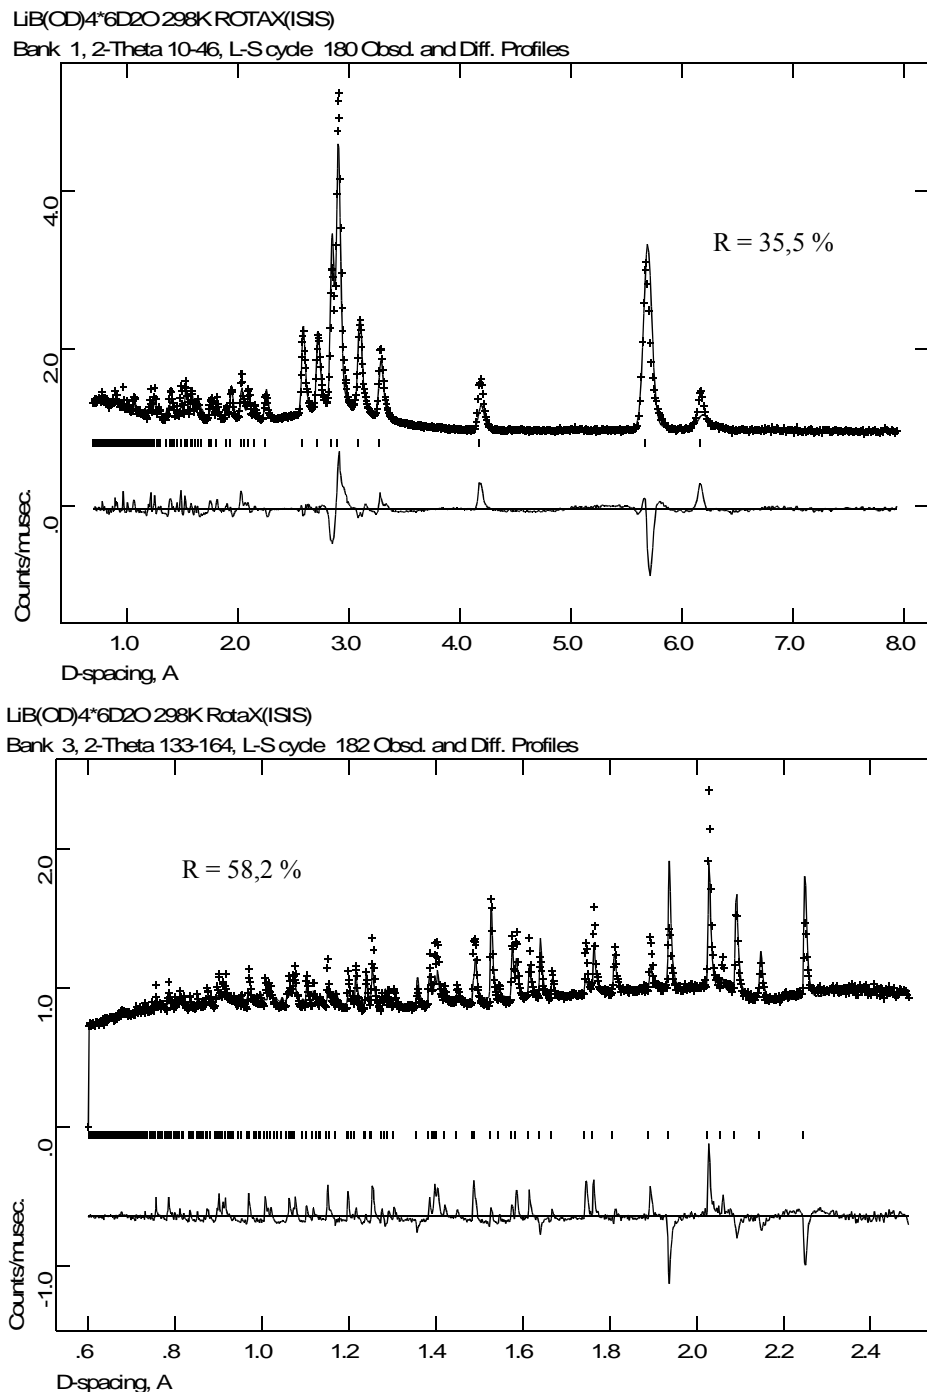 LiB(OD)4*6D2O 298K ROTAX(ISIS)
Bank 1, 2-Theta 10-46, L-S cycle 180 Obsd. and Diff. Profiles
4.0
R = 35,5 %
2.0
.0
Counts/musec.
1.0 2.0 3.0 4.0 5.0 6.0 7.0 8.0
D-spacing, A
LiB(OD)4*6D2O 298K RotaX(ISIS)
Bank 3, 2-Theta 133-164, L-S cycle 182 Obsd. and Diff. Profiles
2.0
R = 58,2 %
1.0
.0
-1.0
Counts/musec.
.6 .8 1.0 1.2 1.4 1.6 1.8 2.0 2.2 2.4
D-spacing, A